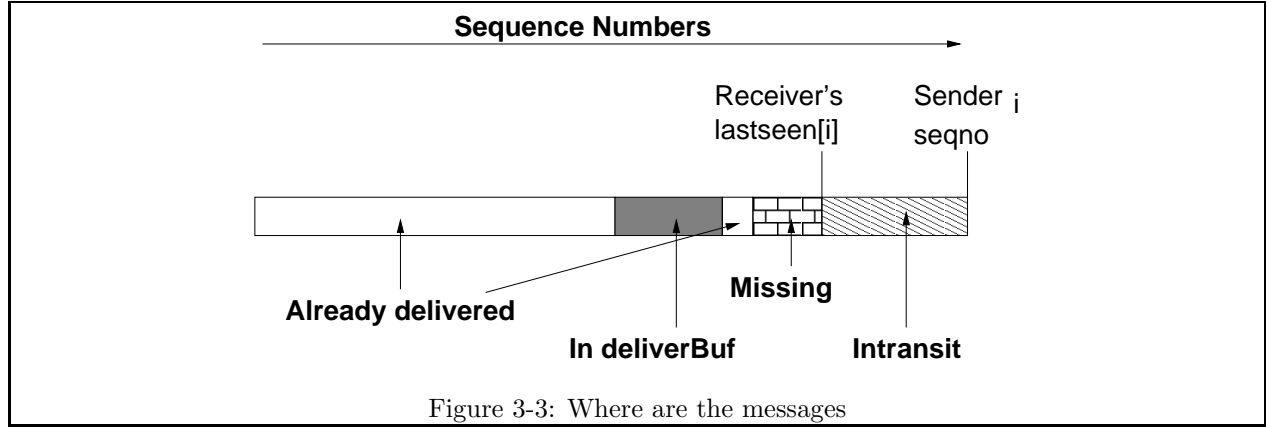 Sequence Numbers
Receiver's
lastseen[i]
Sender i
seqno
Missing
Already delivered
In deliverBuf
Intransit
Figure 3-3: Where are the messages